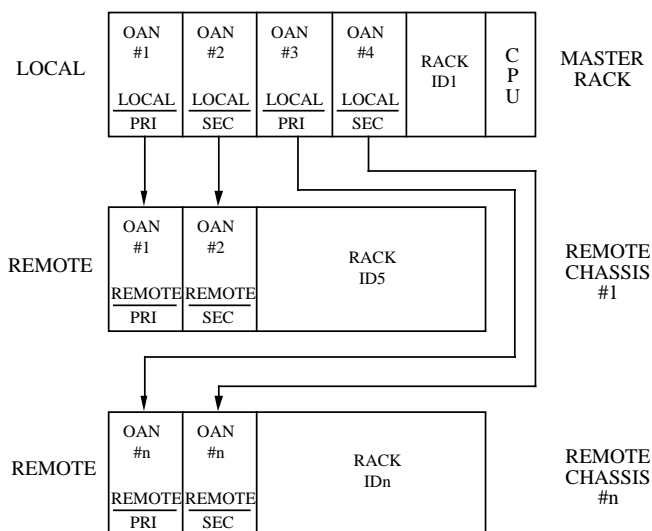 LOCAL
OAN
#1
LOCAL
PRI
OAN
#2
LOCAL
SEC
OAN
#3
LOCAL
PRI
OAN
#4
LOCAL
SEC
RACK
ID1
C
P
U
MASTER
RACK
REMOTE
OAN
#1
REMOTE
PRI
OAN
#2
REMOTE
SEC
RACK
ID5
REMOTE
CHASSIS
#1
REMOTE
OAN
#n
REMOTE
PRI
OAN
#n
REMOTE
SEC
RACK
IDn
REMOTE
CHASSIS
#n